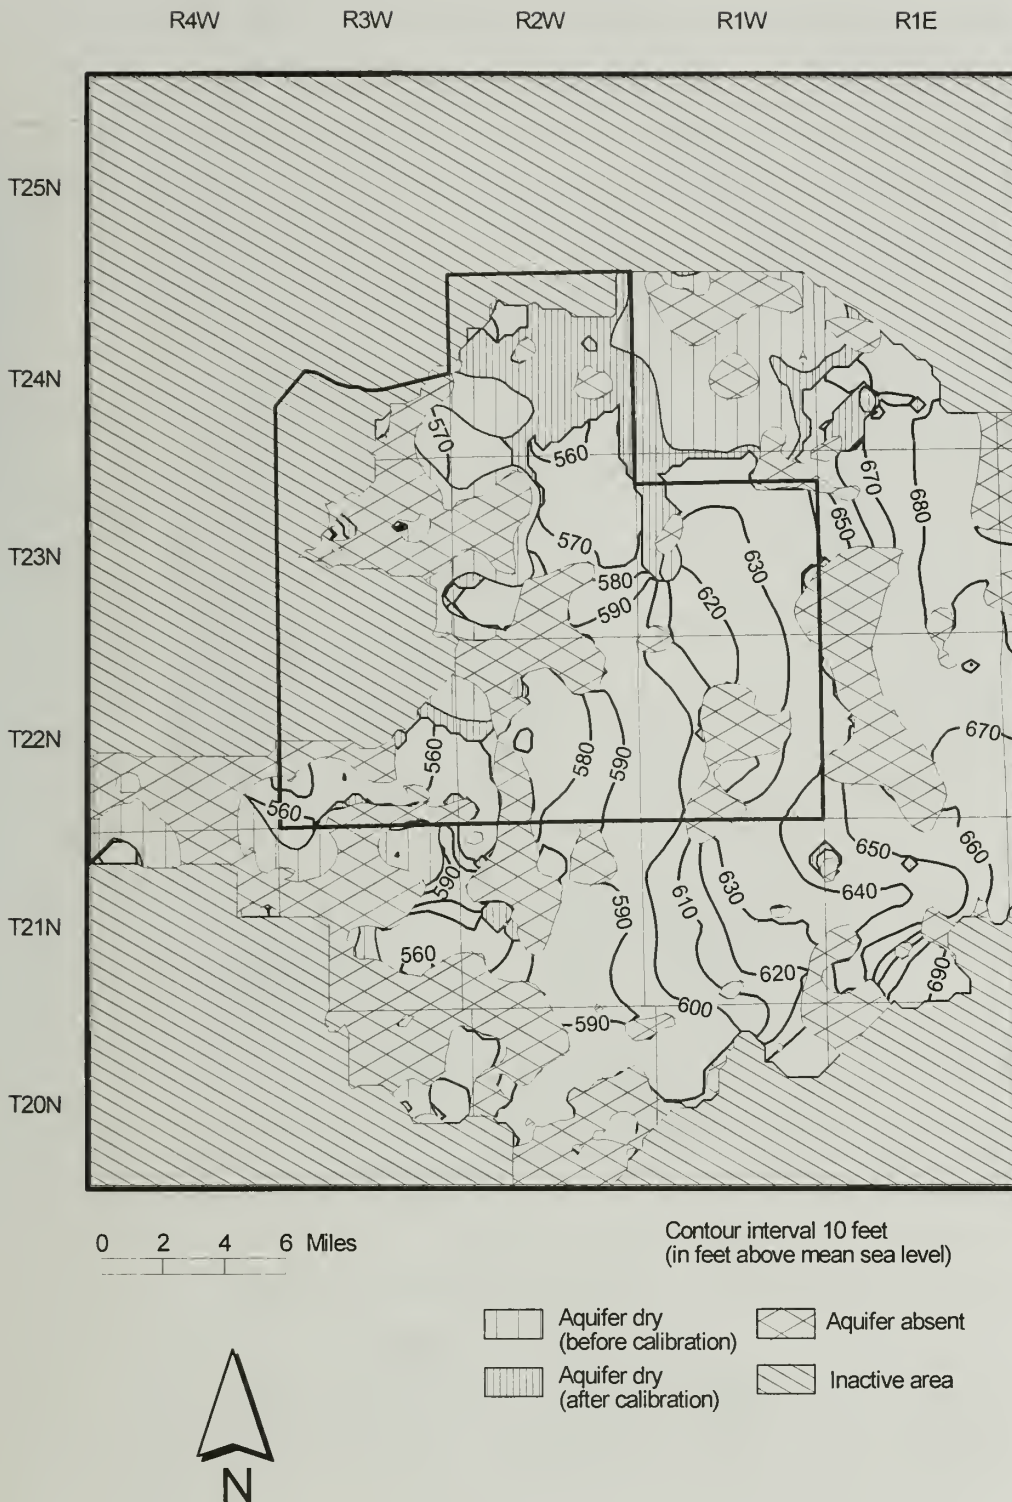 R4W R3W R2W R1W R1E
T25N
T24N
T23N
T22N
T21N
T20N
570
560
670
680
650
570
580
590
630
620
560
580
590
670
560
590
650
660
640
630
610
590
560
620
690
600
590
0 2 4 6 Miles
Contour interval 10 feet
(in feet above mean sea level)
Aquifer dry
(before calibration)
Aquifer absent
Aquifer dry
(after calibration)
Inactive area
N